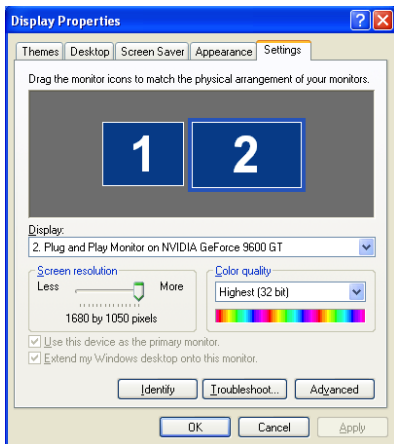 Display Properties
Themes Desktop Screen Saver Appearance Settings
Drag the monitor icons to match the physical arrangement of your monitors.
1 2
Display:
2. Plug and Play Monitor on NVIDIA GeForce 9600 GT
Screen resolution Color quality
Less More Highest (32 bit)
1680 by 1050 pixels
Use this device as the primary monitor.
Extend my Windows desktop onto this monitor.
Identify Troubleshoot... Advanced
OK Cancel Apply